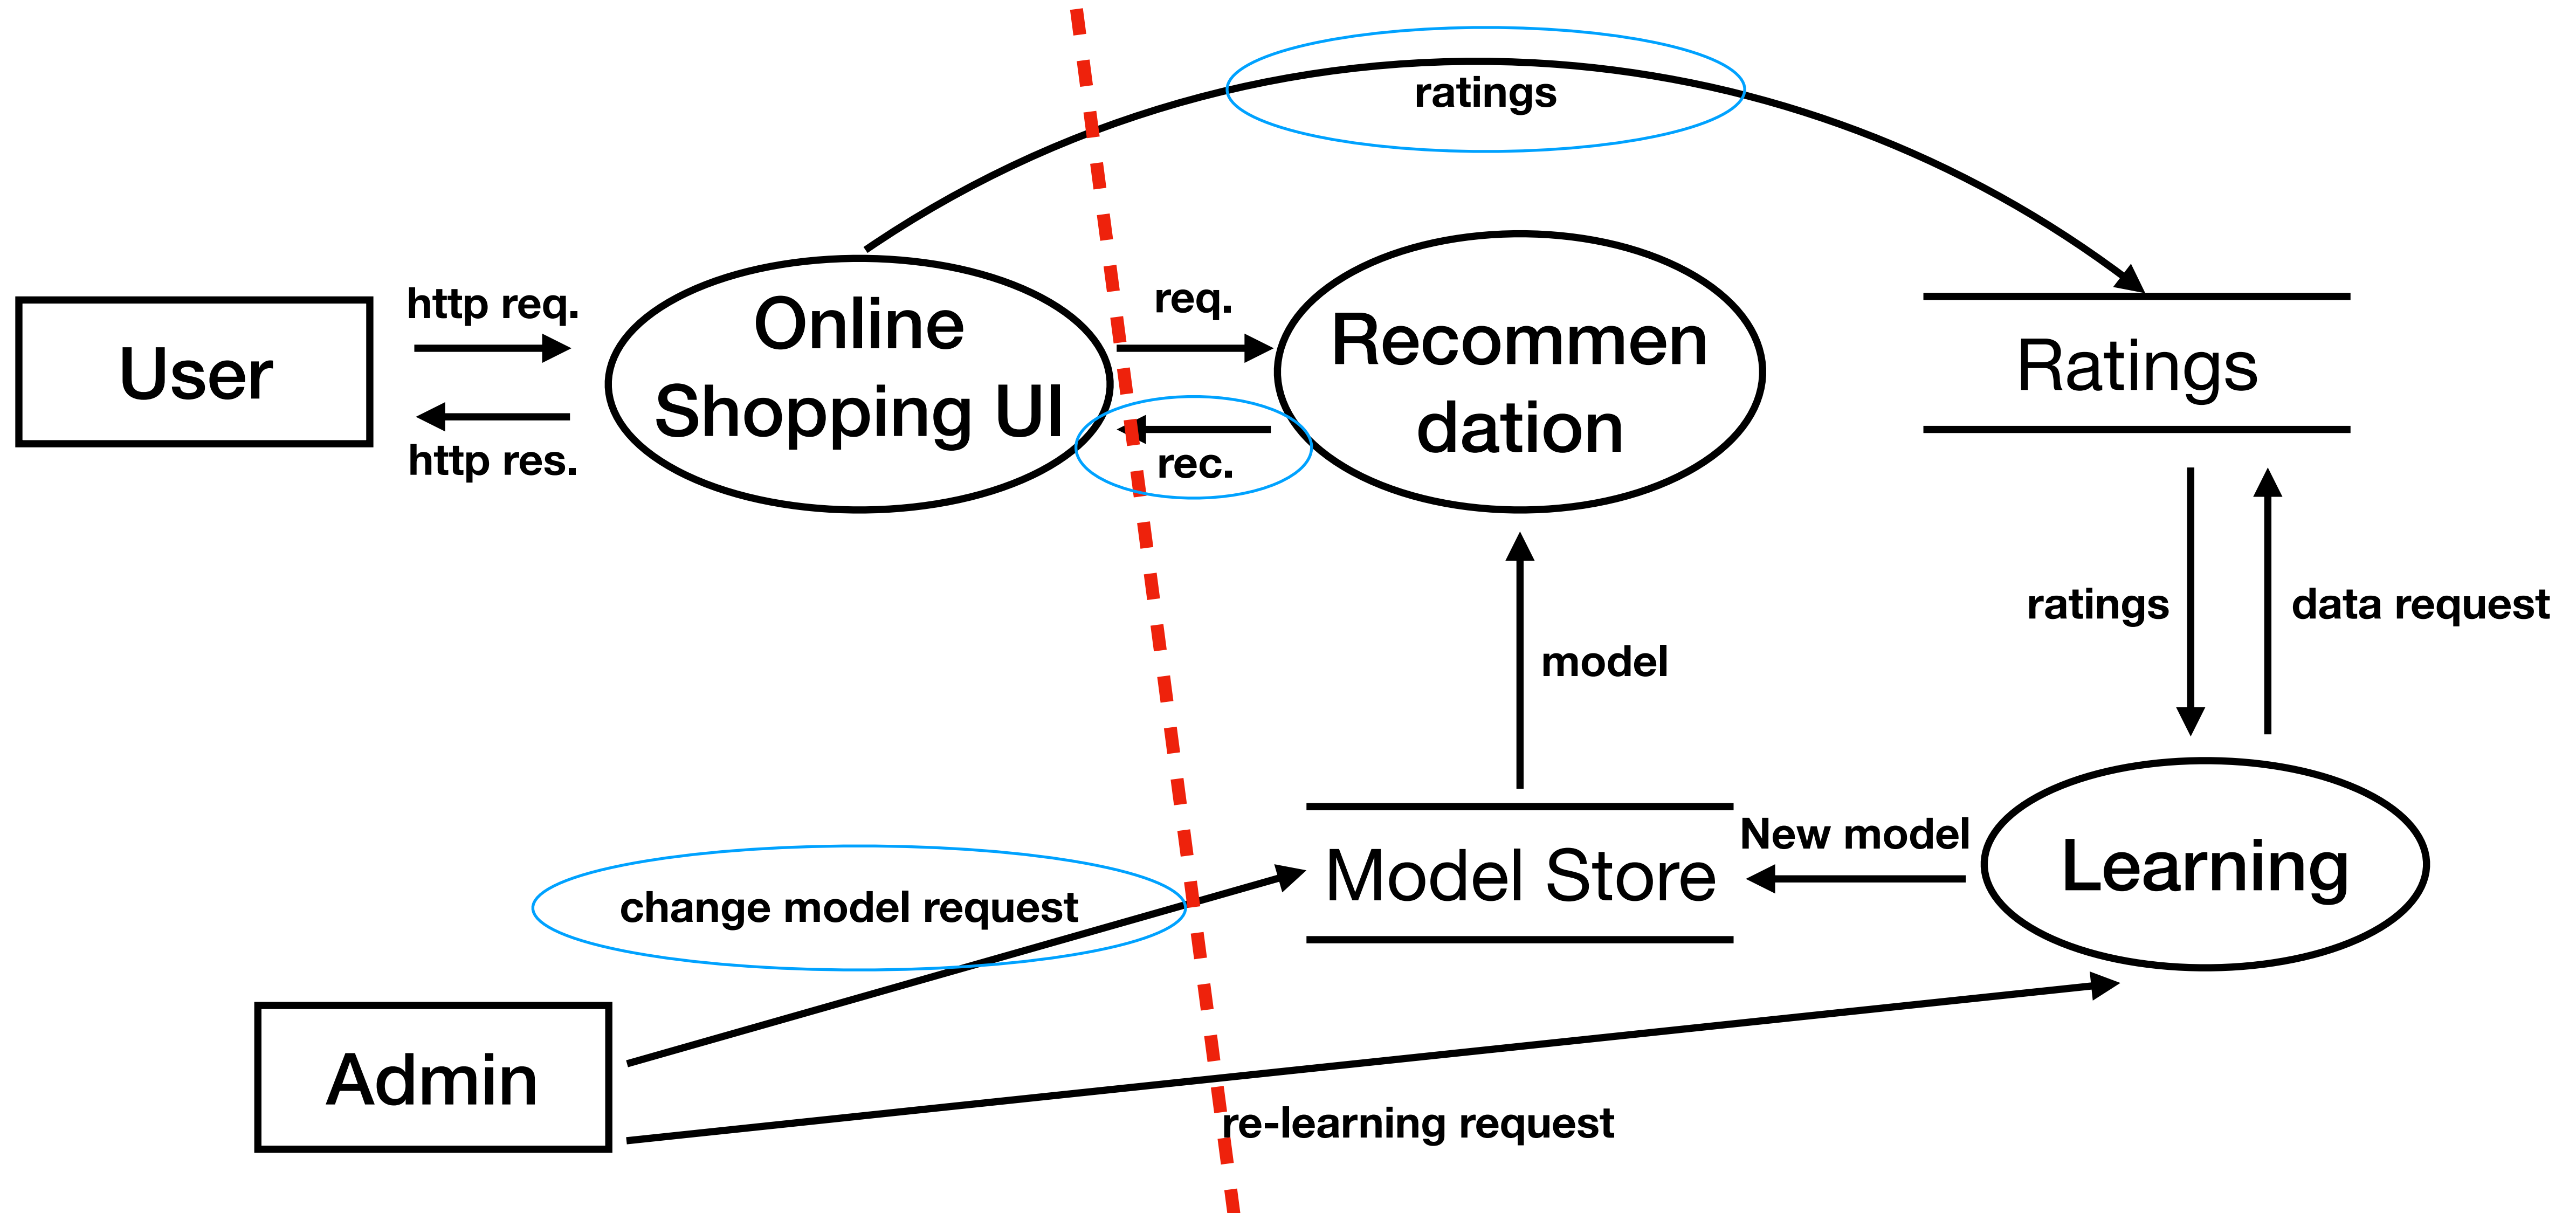 ratings
http req.
Online
Shopping UI
req.
Recommen
dation
Ratings
User
http res.
rec.
ratings
data request
model
New model
Model Store
Learning
change model request
Admin
re-learning request